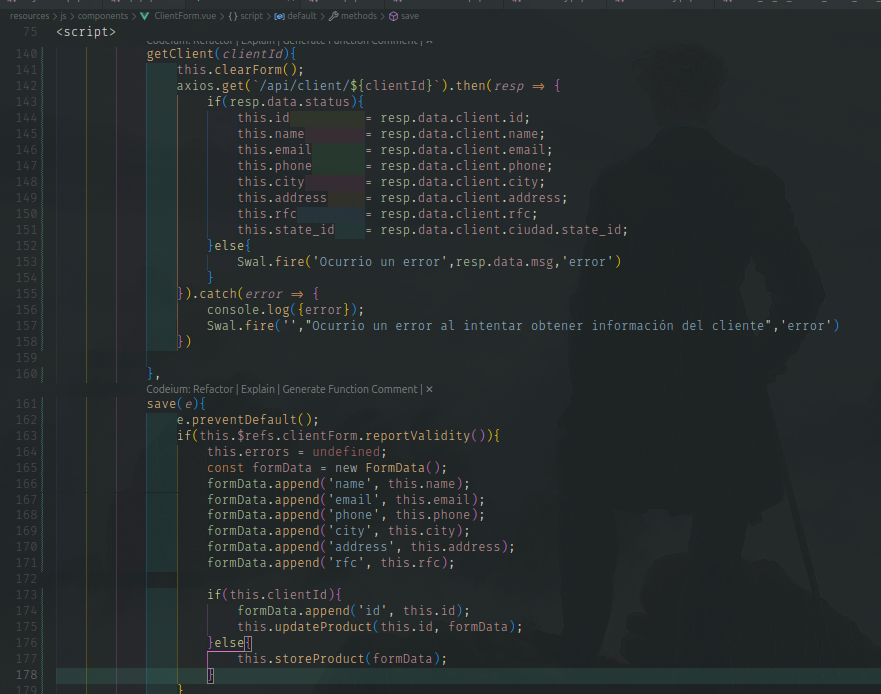 resources > js > components > ClientForm.vue > {} script > default > methods > save
75 <script>
Codeium: Refactor | Explain | Generate Function Comment | ×
140 getClient(clientId){
141 this.clearForm();
142 axios.get(`/api/client/${clientId}`).then(resp => {
143 if(resp.data.status){
144 this.id = resp.data.client.id;
145 this.name = resp.data.client.name;
146 this.email = resp.data.client.email;
147 this.phone = resp.data.client.phone;
148 this.city = resp.data.client.city;
149 this.address = resp.data.client.address;
150 this.rfc = resp.data.client.rfc;
151 this.state_id = resp.data.client.ciudad.state_id;
152 }else{
153 Swal.fire('Ocurrio un error',resp.data.msg,'error')
154 }
155 }).catch(error => {
156 console.log({error});
157 Swal.fire('',"Ocurrio un error al intentar obtener información del cliente",'error')
158 })
159
160 },
Codeium: Refactor | Explain | Generate Function Comment | ×
161 save(e){
162 e.preventDefault();
163 if(this.$refs.clientForm.reportValidity()){
164 this.errors = undefined;
165 const formData = new FormData();
166 formData.append('name', this.name);
167 formData.append('email', this.email);
168 formData.append('phone', this.phone);
169 formData.append('city', this.city);
170 formData.append('address', this.address);
171 formData.append('rfc', this.rfc);
172
173 if(this.clientId){
174 formData.append('id', this.id);
175 this.updateProduct(this.id, formData);
176 }else{
177 this.storeProduct(formData);
178 }
179 }